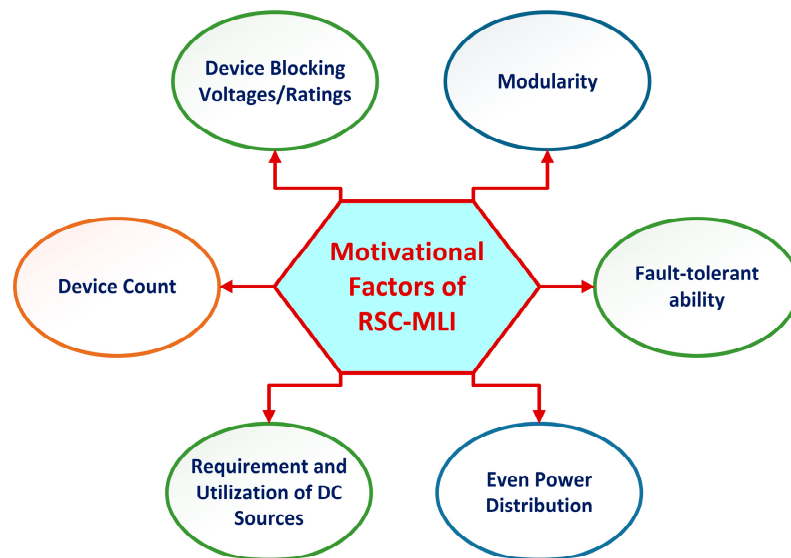 Device Blocking
Voltages/Ratings
Modularity
Motivational
Factors of
RSC-MLI
Device Count
Fault-tolerant
ability
Requirement and
Utilization of DC
Sources
Even Power
Distribution